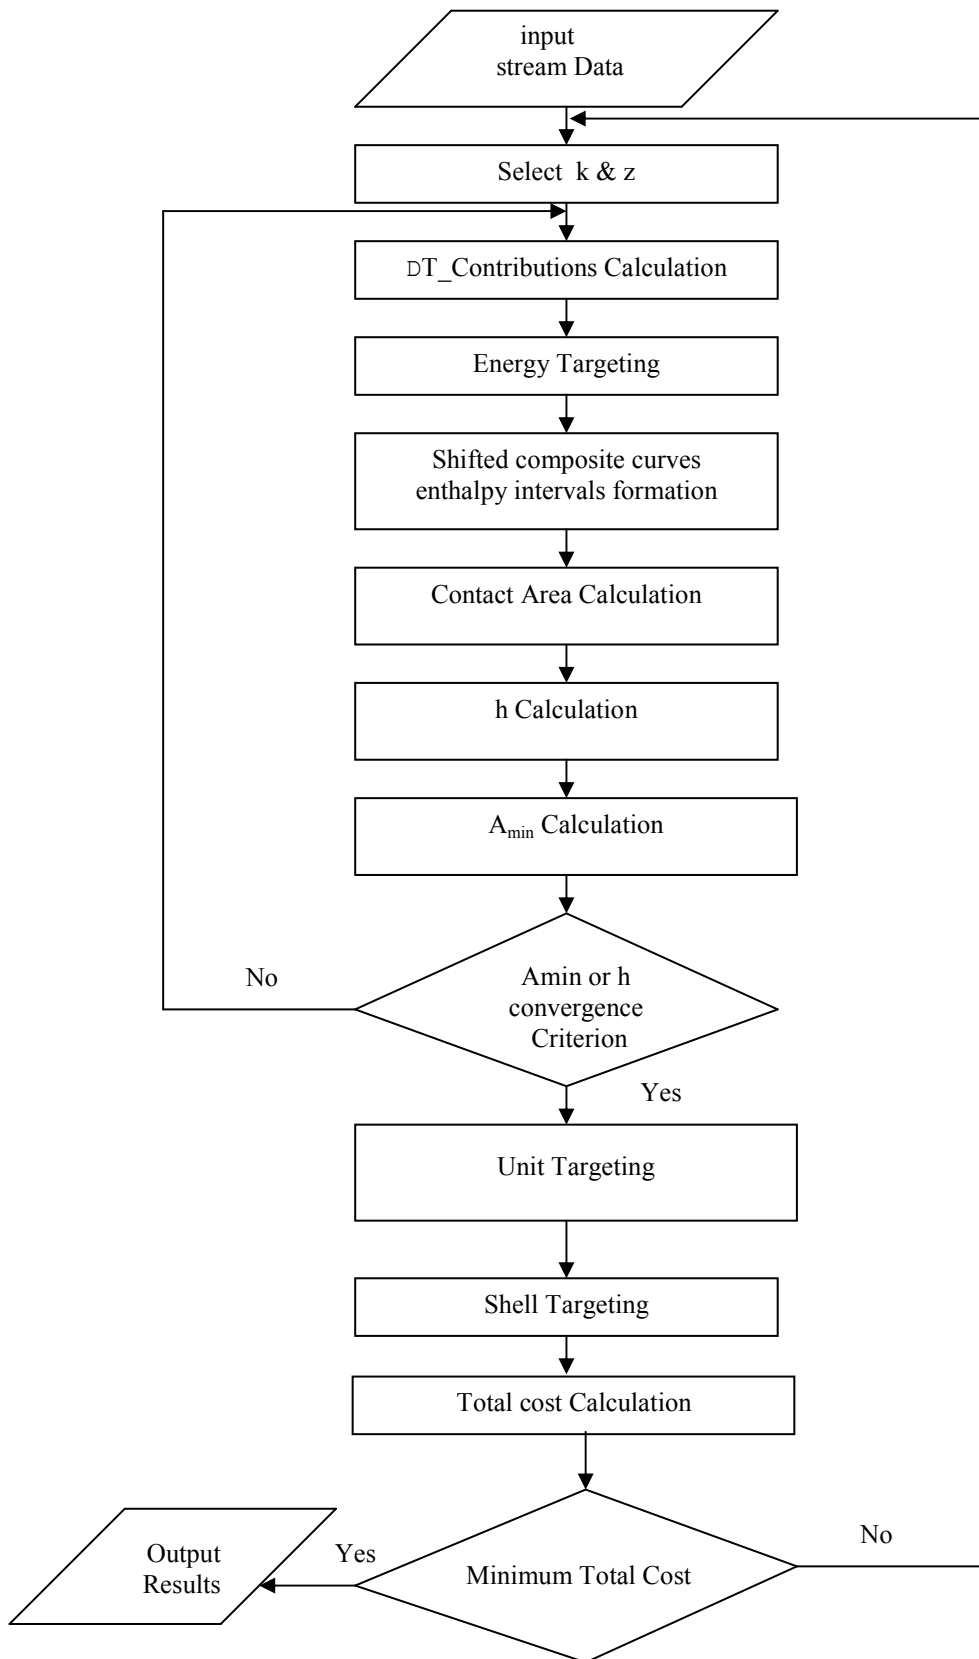 input
stream Data
Select k & z
DT_Contributions Calculation
Energy Targeting
Shifted composite curves
enthalpy intervals formation
Contact Area Calculation
h Calculation
Amin Calculation
No
Amin or h
convergence
Criterion
Yes
Unit Targeting
Shell Targeting
Total cost Calculation
Output
Results
Yes
Minimum Total Cost
No